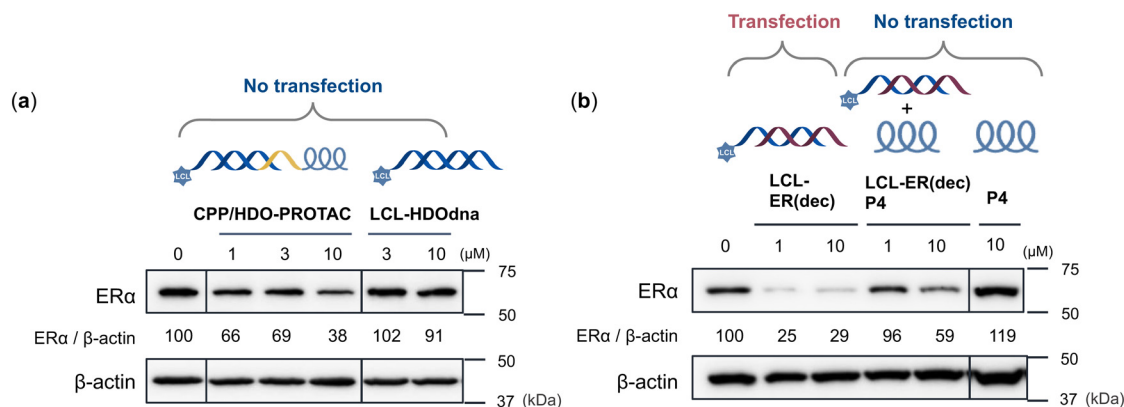 (a)
No transfection
LCL
LCL
CPP/HDO-PROTAC LCL-HDOdna
0 1 3 10 3 10 (μM)
75
ERα
50
ERα / β-actin 100 66 69 38 102 91
50
β-actin
37 (kDa)
(b)
Transfection No transfection
LCL
+
LCL
LCL-
ER(dec)
LCL-ER(dec)
P4
P4
0 1 10 1 10 10 (μM)
75
ERα
50
ERα / β-actin 100 25 29 96 59 119
50
β-actin
37 (kDa)